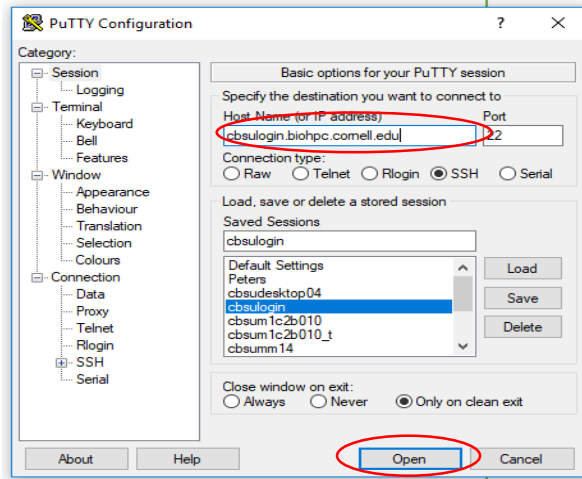 PuTTY Configuration
?
Category:
Session
Logging
Terminal
Keyboard
Bell
Features
Window
Appearance
Behaviour
Translation
Selection
Colours
Connection
Data
Proxy
Telnet
Rlogin
SSH
Serial
Basic options for your PuTTY session
Specify the destination you want to connect to
Host Name (or IP address) Port
cbsulogin.biohpc.cornell.edu 22
Connection type:
Raw Telnet Rlogin SSH Serial
Load, save or delete a stored session
Saved Sessions
cbsulogin
Default Settings
Peters
cbsudesktop04
cbsulogin
cbsum1c2b010
cbsum1c2b010_t
cbsumm14
Load
Save
Delete
Close window on exit:
Always Never Only on clean exit
About Help Open Cancel